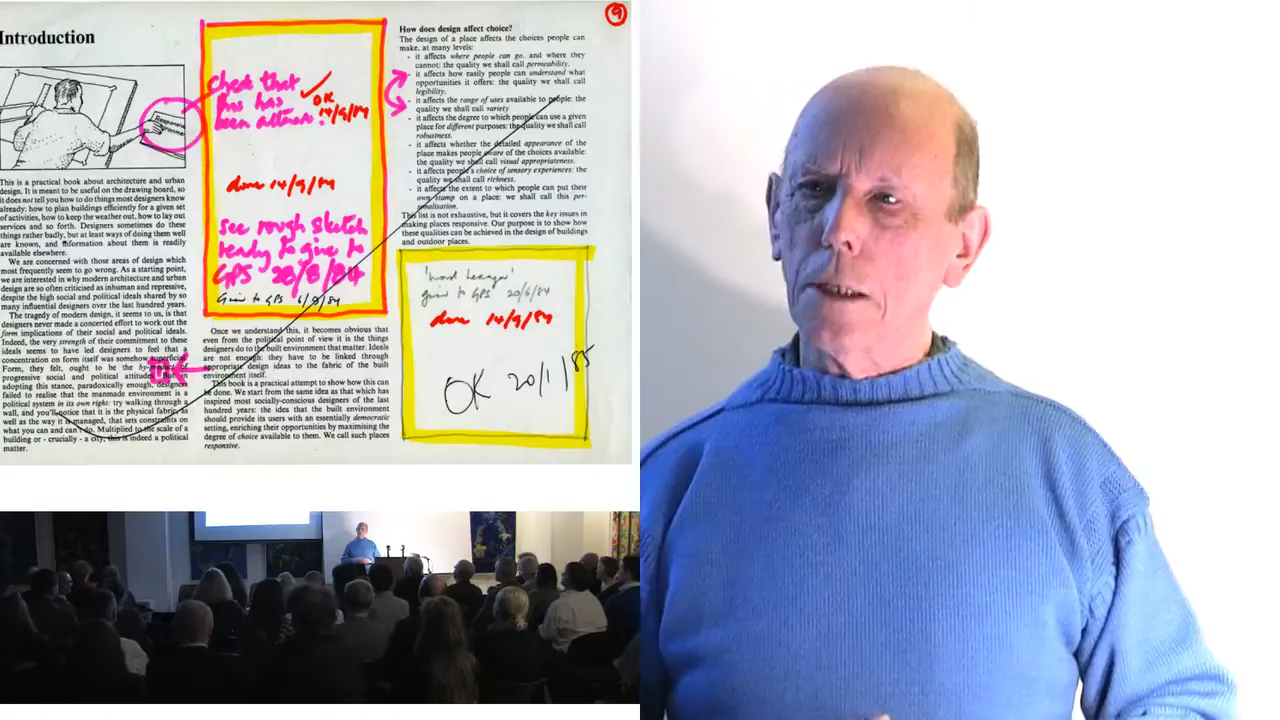 9
Introduction
Responsive
Environmen
This is a practical book about architecture and urban
design. It is meant to be useful on the drawing board, so
it does not tell you how to do things most designers know
already: how to plan buildings efficiently for a given set
of activities, how to keep the weather out, how to lay out
services and so forth. Designers sometimes do these
things rather badly, but at least ways of doing them well
are known, and information about them is readily
available elsewhere.
We are concerned with those areas of design which
most frequently seem to go wrong. As a starting point,
we are interested in why modern architecture and urban
design are so often criticised as inhuman and repressive,
despite the high social and political ideals shared by so
many influential designers over the last hundred years.
The tragedy of modern design, it seems to us, is that
designers never made a concerted effort to work out the
form implications of their social and political ideals.
Indeed, the very strength of their commitment to these
ideals seems to have led designers to feel that a
concentration on form itself was somehow superficial.
Form, they felt, ought to be the by-product of
progressive social and political attitudes. But in
adopting this stance, paradoxically enough, designers
failed to realise that the manmade environment is a
political system in its own right: try walking through a
wall, and you'll notice that it is the physical fabric, as
well as the way it is managed, that sets constraints on
what you can and can't do. Multiplied to the scale of a
building or - crucially - a city, this is indeed a political
matter.
check that
this has
been altered.
OK
14/9/84
done 14/9/84
see rough sketch
ready to give to
GPS 28/8/84
Given to GPS 6/9/84
Once we understand this, it becomes obvious that
even from the political point of view it is the things
designers do to the built environment that matter. Ideals
are not enough: they have to be linked through
appropriate design ideas to the fabric of the built
environment itself.
This book is a practical attempt to show how this can
be done. We start from the same idea as that which has
inspired most socially-conscious designers of the last
hundred years: the idea that the built environment
should provide its users with an essentially democratic
setting, enriching their opportunities by maximising the
degree of choice available to them. We call such places
responsive.
How does design affect choice?
The design of a place affects the choices people can
make, at many levels:
- it affects where people can go, and where they
cannot: the quality we shall call permeability.
- it affects how easily people can understand what
opportunities it offers: the quality we shall call
legibility.
- it affects the range of uses available to people: the
quality we shall call variety
- it affects the degree to which people can use a given
place for different purposes: the quality we shall call
robustness.
- it affects whether the detailed appearance of the
place makes people aware of the choices available:
the quality we shall call visual appropriateness.
- it affects people's choice of sensory experiences: the
quality we shall call richness.
- it affects the extent to which people can put their
own stamp on a place: we shall call this per-
sonalisation.
This list is not exhaustive, but it covers the key issues in
making places responsive. Our purpose is to show how
these qualities can be achieved in the design of buildings
and outdoor places.
given to GPS 20/6/84
done 14/9/84
OK 20/1/85